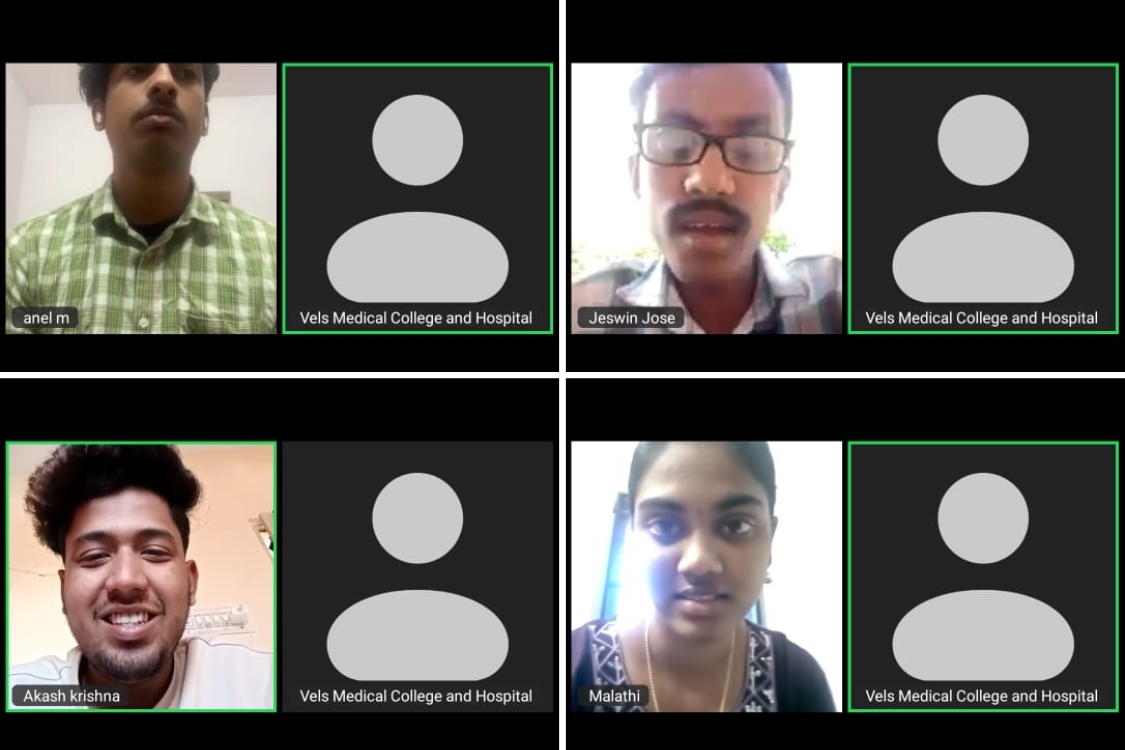 anel m
Vels Medical College and Hospital
Jeswin Jose
Vels Medical College and Hospital
Akash krishna
Vels Medical College and Hospital
Malathi
Vels Medical College and Hospital